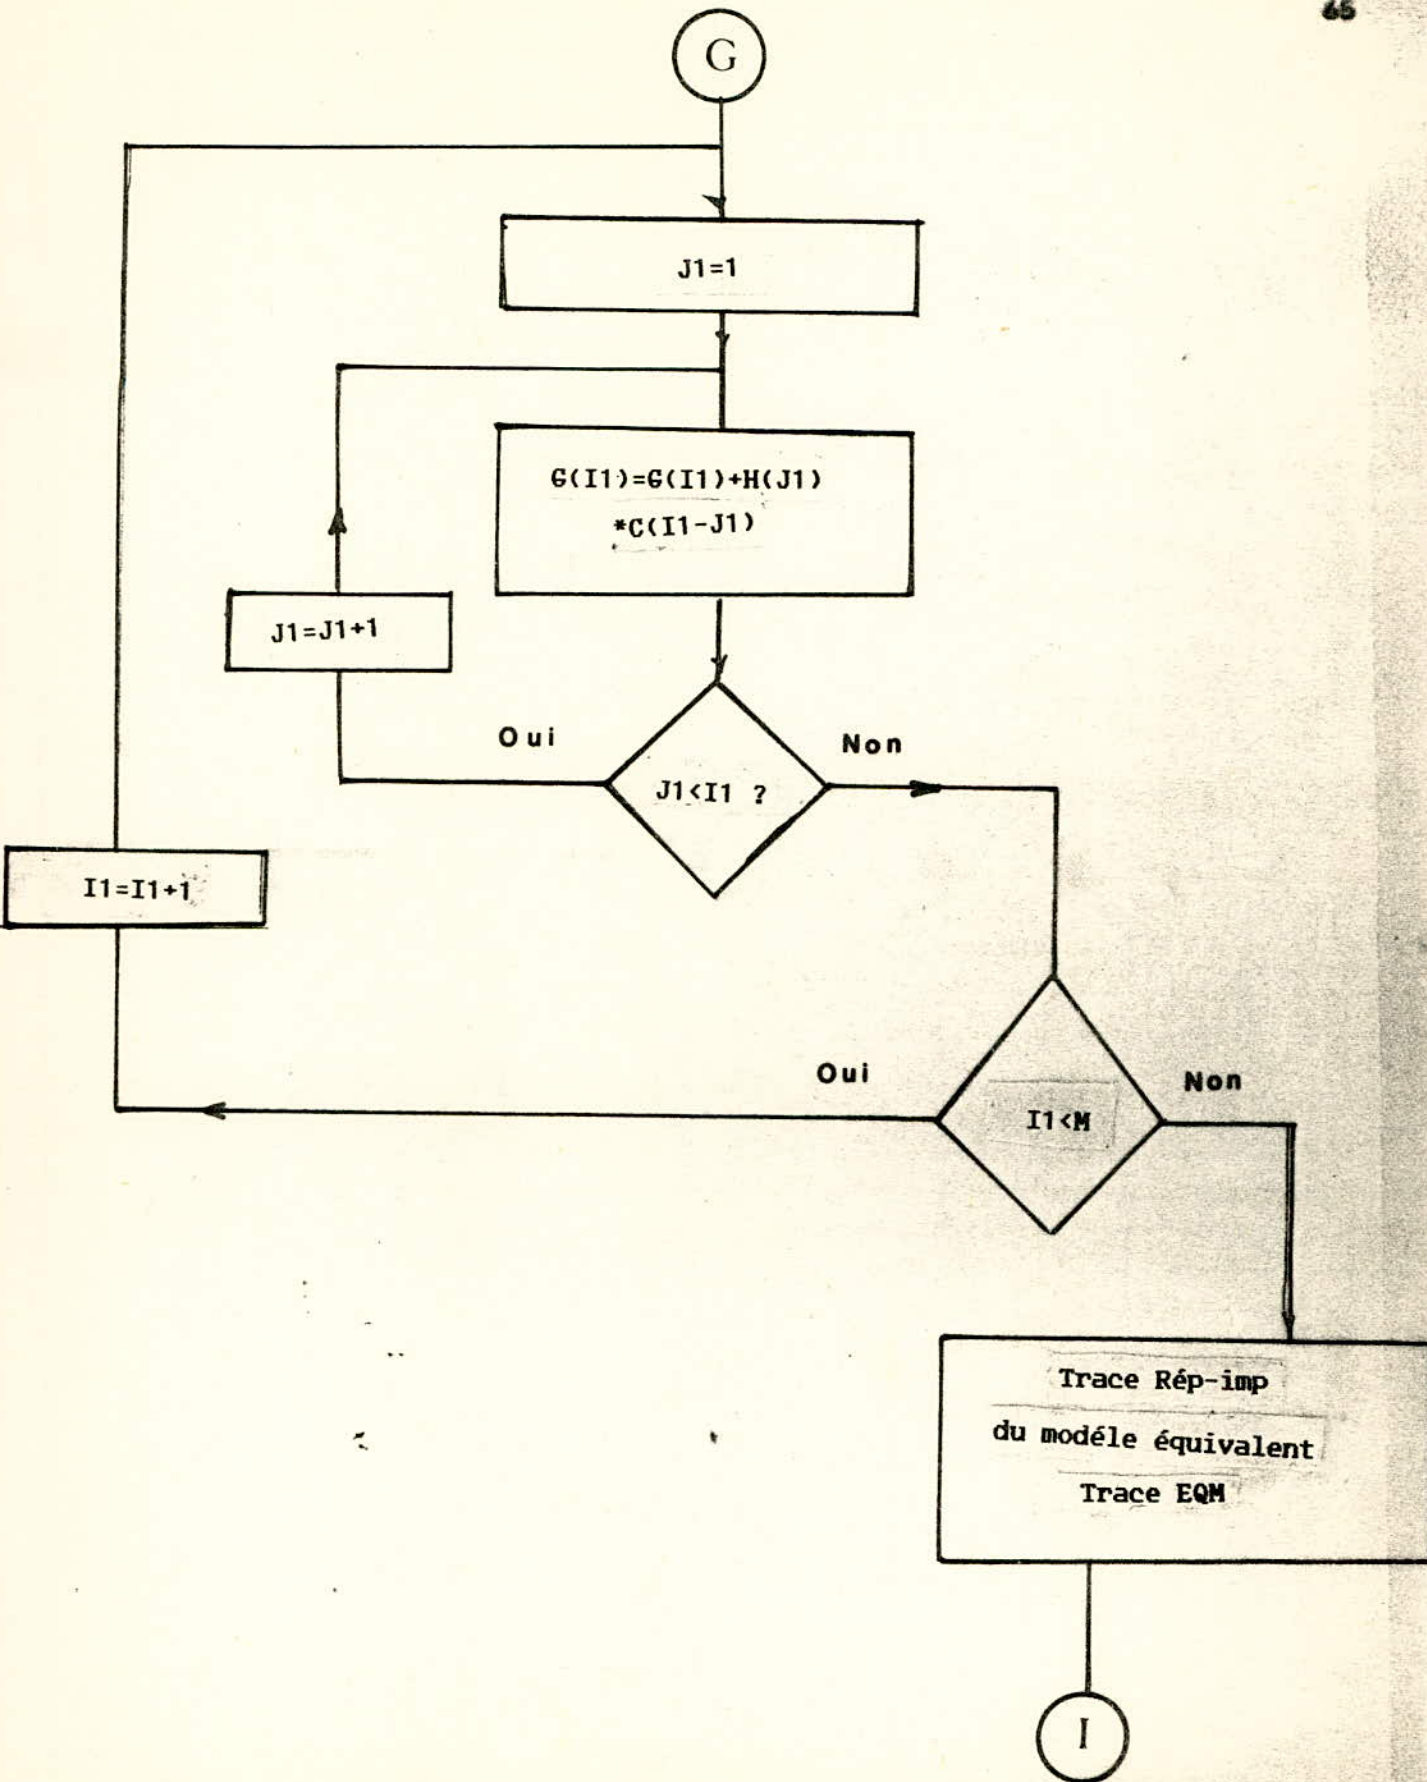 65
G
J1=1
G(I1)=G(I1)+H(J1)
*C(I1-J1)
J1=J1+1
Oui
Non
J1<I1 ?
I1=I1+1
Oui
Non
I1<M
Trace Rép-imp
du modéle équivalent
Trace EQM
I